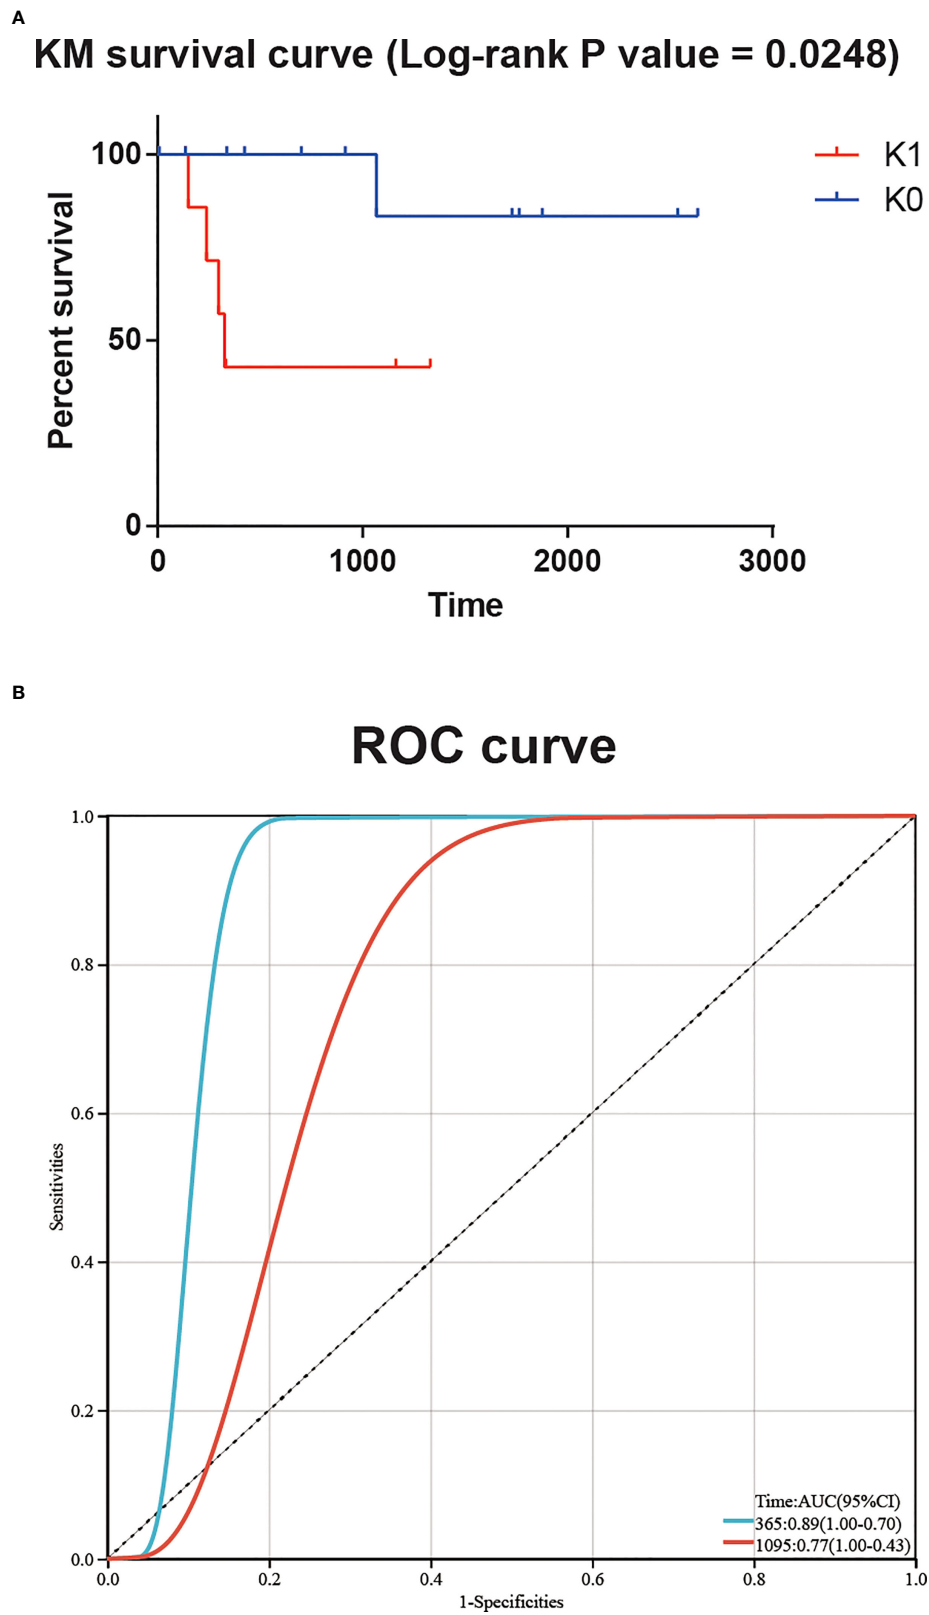 A
KM survival curve (Log-rank P value = 0.0248)
100
50
0
Percent survival
0 1000 2000 3000
Time
K1
K0
B
ROC curve
1.0
0.8
0.6
0.4
0.2
0.0
Sensitivities
0.0 0.2 0.4 0.6 0.8 1.0
1-Specificities
Time:AUC(95%CI)
365:0.89(1.00-0.70)
1095:0.77(1.00-0.43)